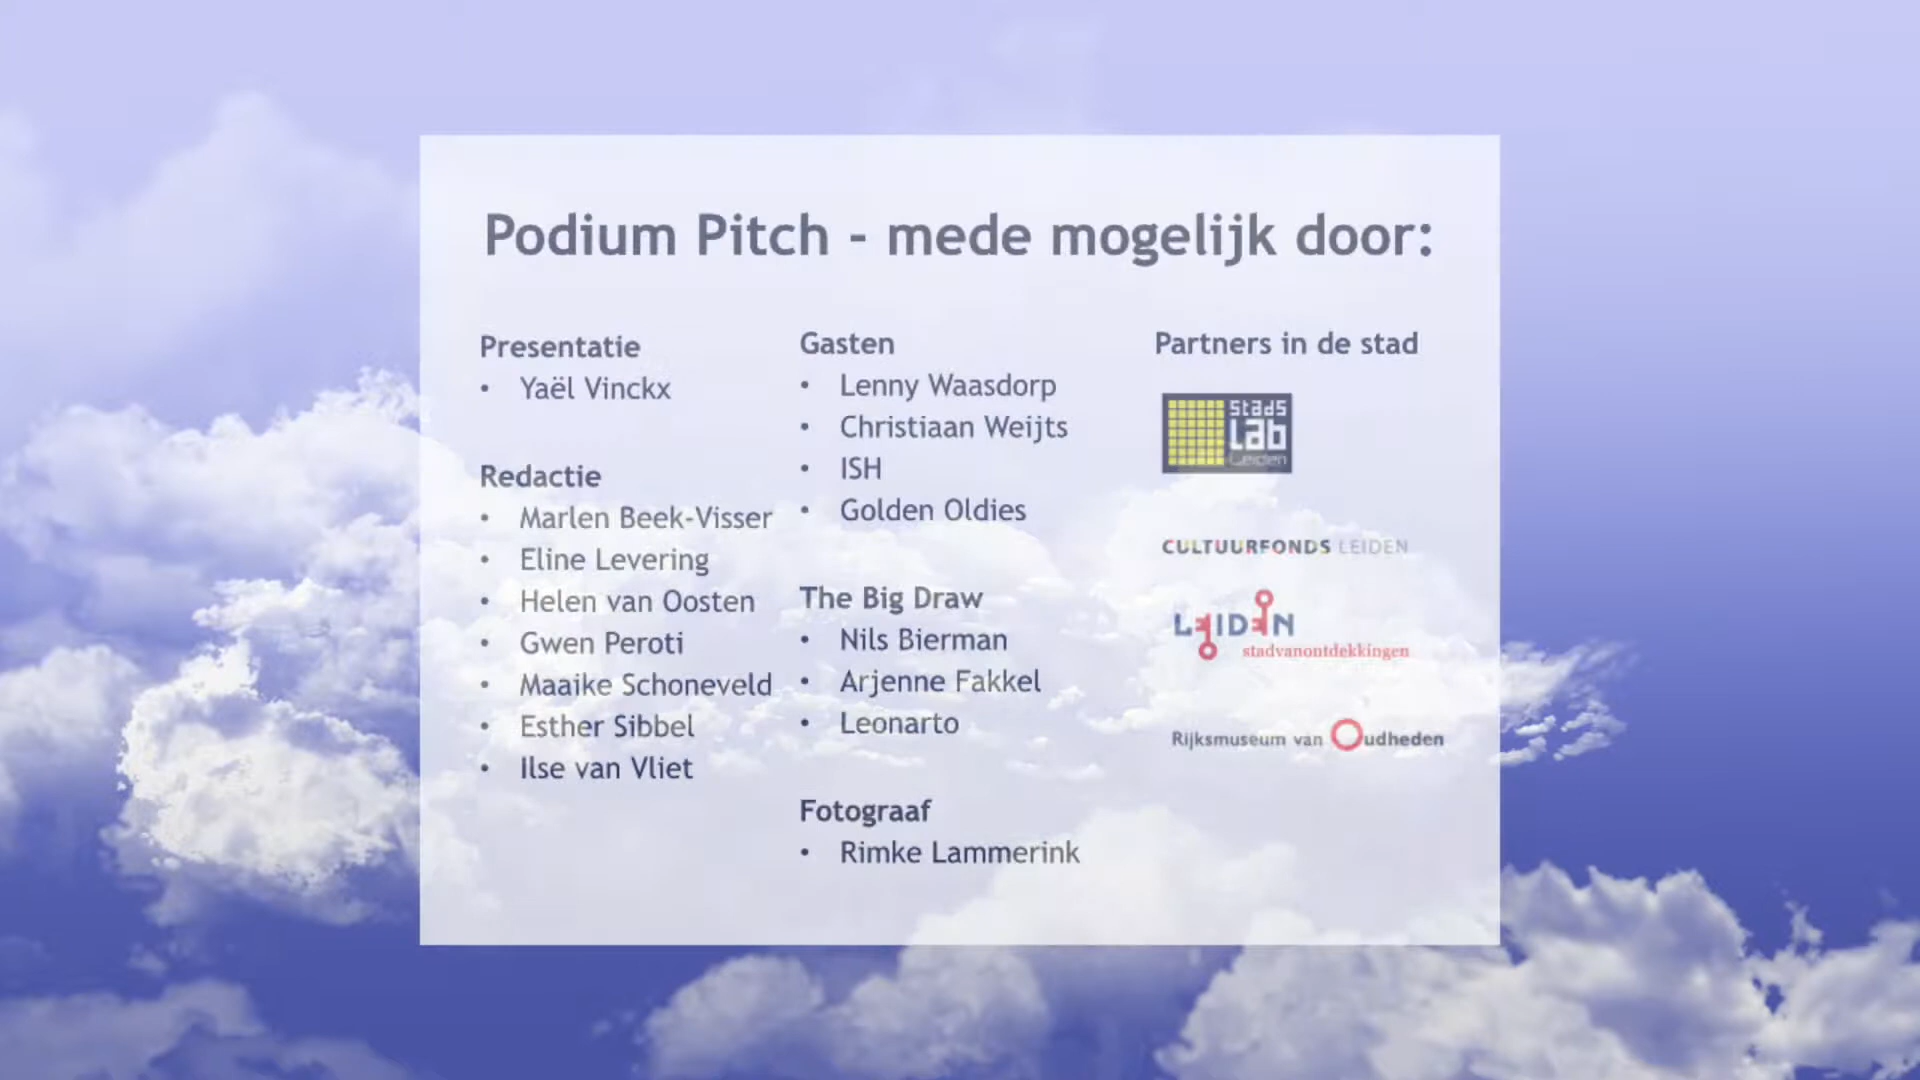 Podium Pitch - mede mogelijk door:
Presentatie
• Yaël Vinckx
Redactie
• Marlen Beek-Visser
• Eline Levering
• Helen van Oosten
• Gwen Peroti
• Maaike Schoneveld
• Esther Sibbel
• Ilse van Vliet
Gasten
• Lenny Waasdorp
• Christiaan Weijts
• ISH
• Golden Oldies
The Big Draw
• Nils Bierman
• Arjenne Fakkel
• Leonarto
Fotograaf
• Rimke Lammerink
Partners in de stad
stads
lab
Leiden
CULTUURFONDS LEIDEN
LEIDEN
stadvanontdekkingen
Rijksmuseum van Oudheden